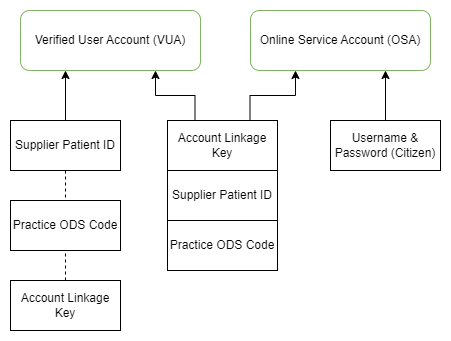 Verified User Account (VUA)
Online Service Account (OSA)
Supplier Patient ID
Practice ODS Code
Account Linkage
Key
Account Linkage
Key
Supplier Patient ID
Practice ODS Code
Username &
Password (Citizen)